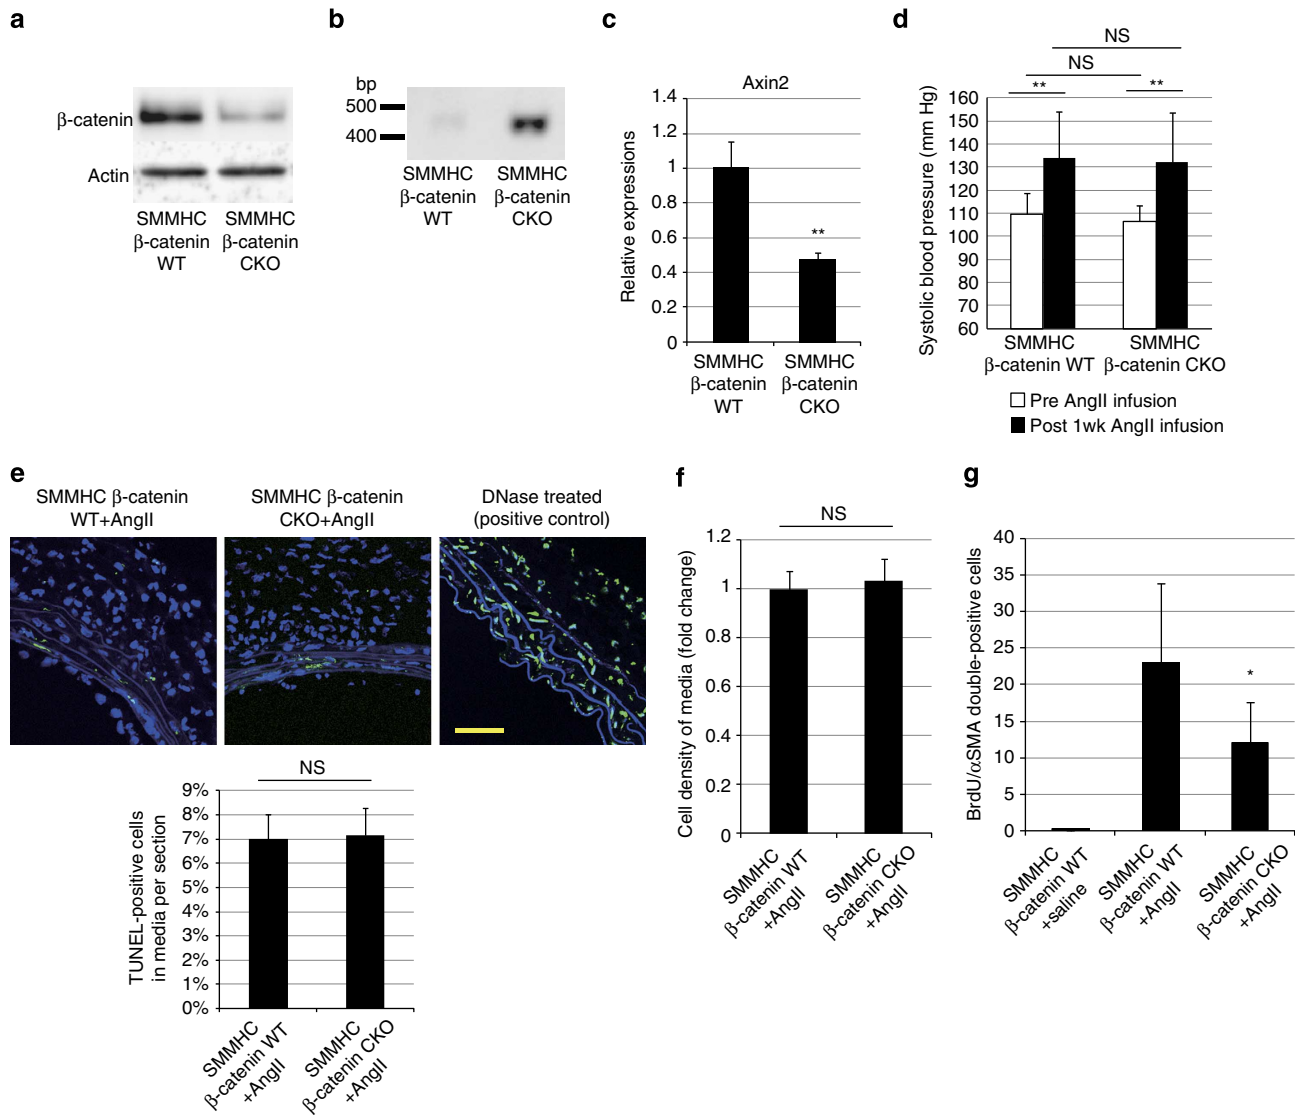 a
β-catenin
Actin
SMMHC
β-catenin
WT
SMMHC
β-catenin
CKO
b
bp
500
400
SMMHC
β-catenin
WT
SMMHC
β-catenin
CKO
c
Axin2
Relative expressions
1.4
1.2
1
0.8
0.6
0.4
0.2
0
**
SMMHC
β-catenin
WT
SMMHC
β-catenin
CKO
d
NS
NS
**
**
Systolic blood pressure (mm Hg)
160
150
140
130
120
110
100
90
80
70
60
SMMHC
β-catenin WT
SMMHC
β-catenin CKO
Pre AngII infusion
Post 1wk AngII infusion
e
SMMHC β-catenin
WT+AngII
SMMHC β-catenin
CKO+AngII
DNase treated
(positive control)
NS
TUNEL-positive cells
in media per section
9%
8%
7%
6%
5%
4%
3%
2%
1%
0%
SMMHC
β-catenin WT
+AngII
SMMHC
β-catenin CKO
+AngII
f
NS
Cell density of media (fold change)
1.2
1
0.8
0.6
0.4
0.2
0
SMMHC
β-catenin WT
+AngII
SMMHC
β-catenin CKO
+AngII
g
BrdU/αSMA double-positive cells
40
35
30
25
20
15
10
5
0
*
SMMHC
β-catenin WT
+saline
SMMHC
β-catenin WT
+AngII
SMMHC
β-catenin CKO
+AngII